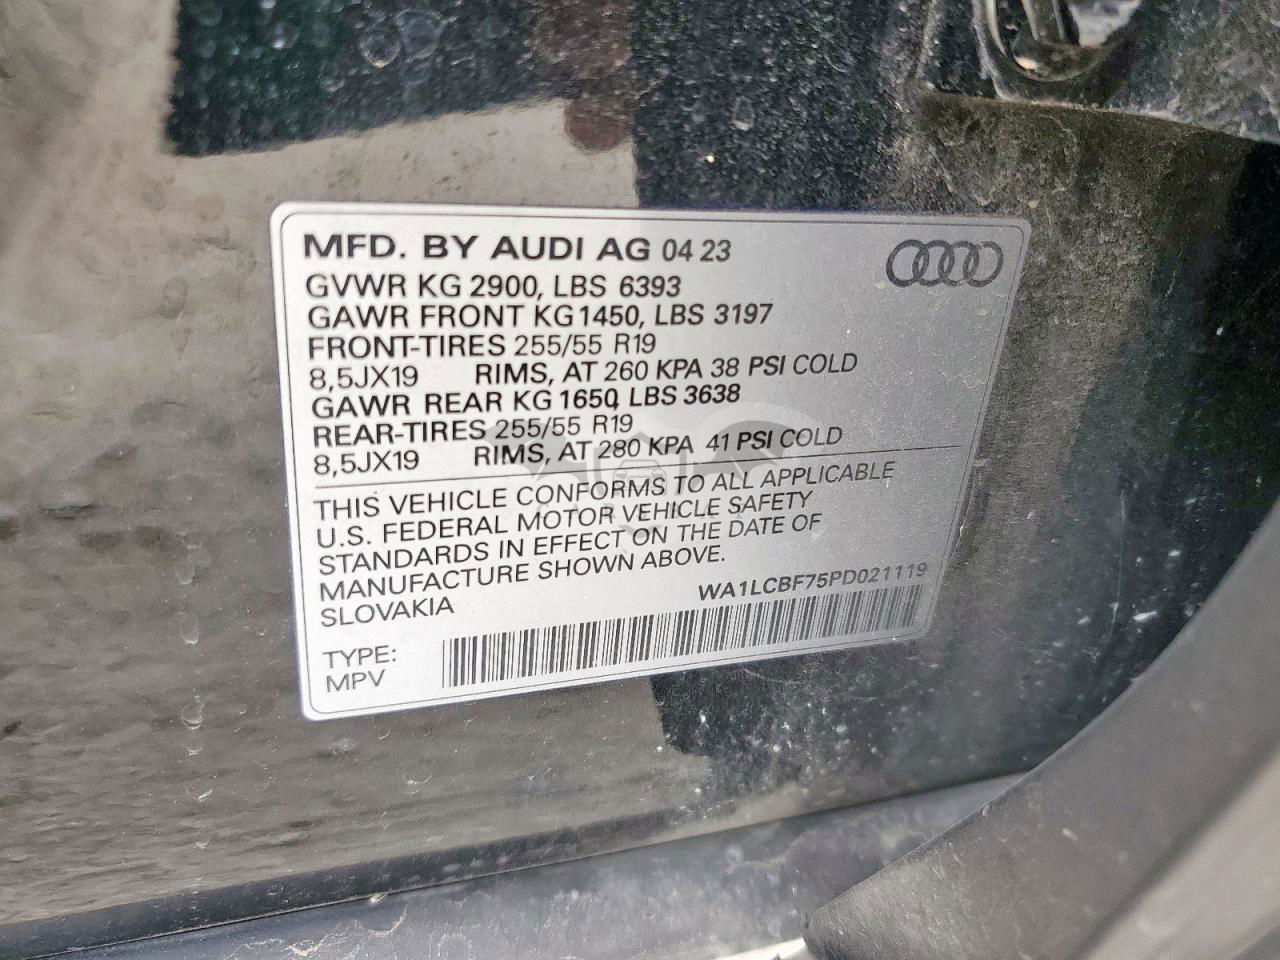 MFD. BY AUDI AG 04 23
GVWR KG 2900, LBS 6393
GAWR FRONT KG 1450, LBS 3197
FRONT-TIRES 255/55 R19
8,5JX19 RIMS, AT 260 KPA 38 PSI COLD
GAWR REAR KG 1650, LBS 3638
REAR-TIRES 255/55 R19
8,5JX19 RIMS, AT 280 KPA 41 PSI COLD
THIS VEHICLE CONFORMS TO ALL APPLICABLE
U.S. FEDERAL MOTOR VEHICLE SAFETY
STANDARDS IN EFFECT ON THE DATE OF
MANUFACTURE SHOWN ABOVE.
SLOVAKIA
WA1LCBF75PD021119
TYPE:
MPV